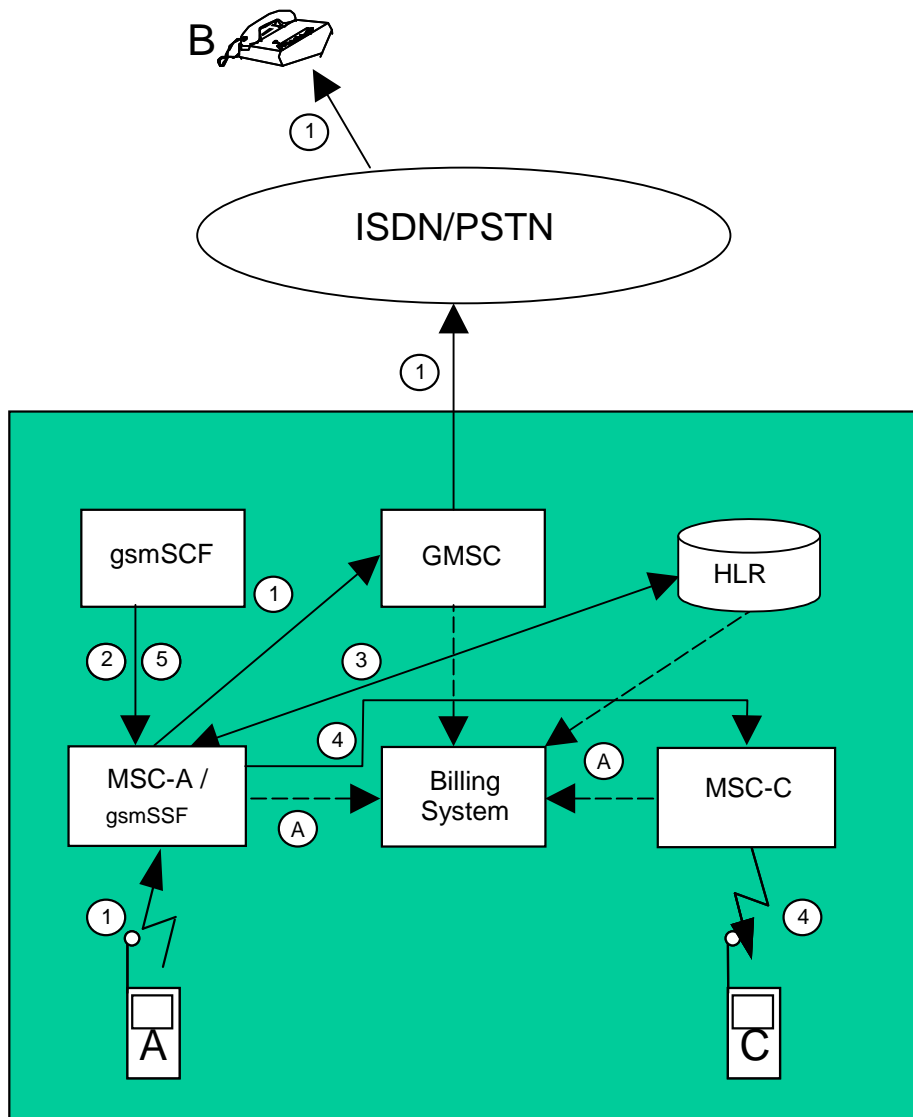 B
1
ISDN/PSTN
1
gsmSCF
GMSC
HLR
1
2
5
3
4
MSC-A /
gsmSSF
Billing
System
A
MSC-C
A
1
4
A
C